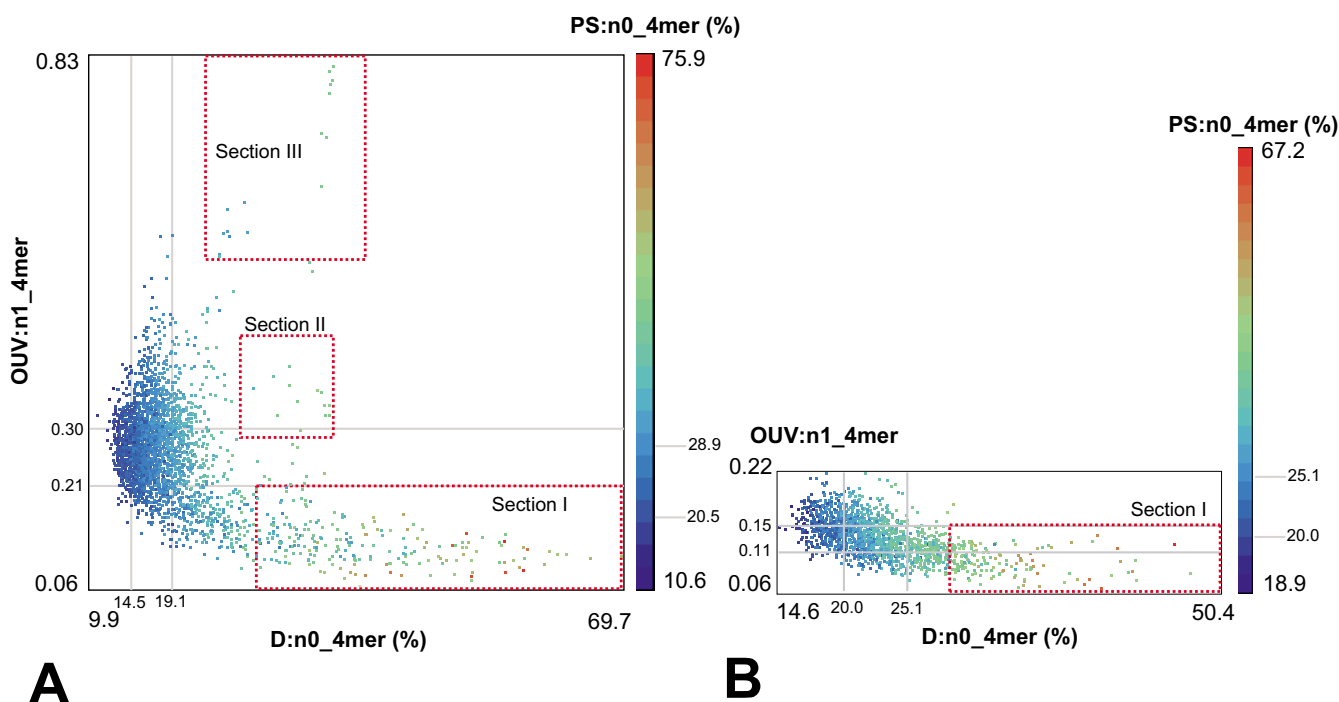 PS:n0_4mer (%)
0.83
75.9
Section III
OUV:n1_4mer
Section II
0.30
28.9
0.21
Section I
20.5
0.06
10.6
14.5 19.1
9.9
69.7
D:n0_4mer (%)
A
PS:n0_4mer (%)
67.2
OUV:n1_4mer
0.22
25.1
Section I
0.15
20.0
0.11
0.06
18.9
14.6 20.0 25.1 50.4
D:n0_4mer (%)
B